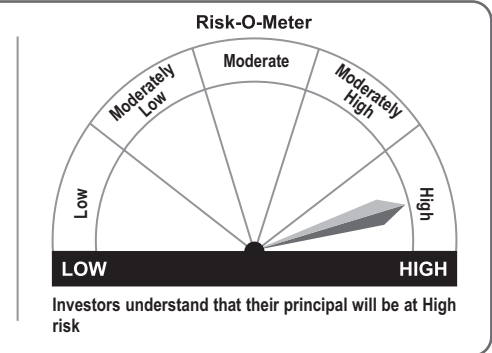 Risk-O-Meter
Low
Moderately
Low
Moderate
Moderately
High
High
LOW
HIGH
Investors understand that their principal will be at High
risk